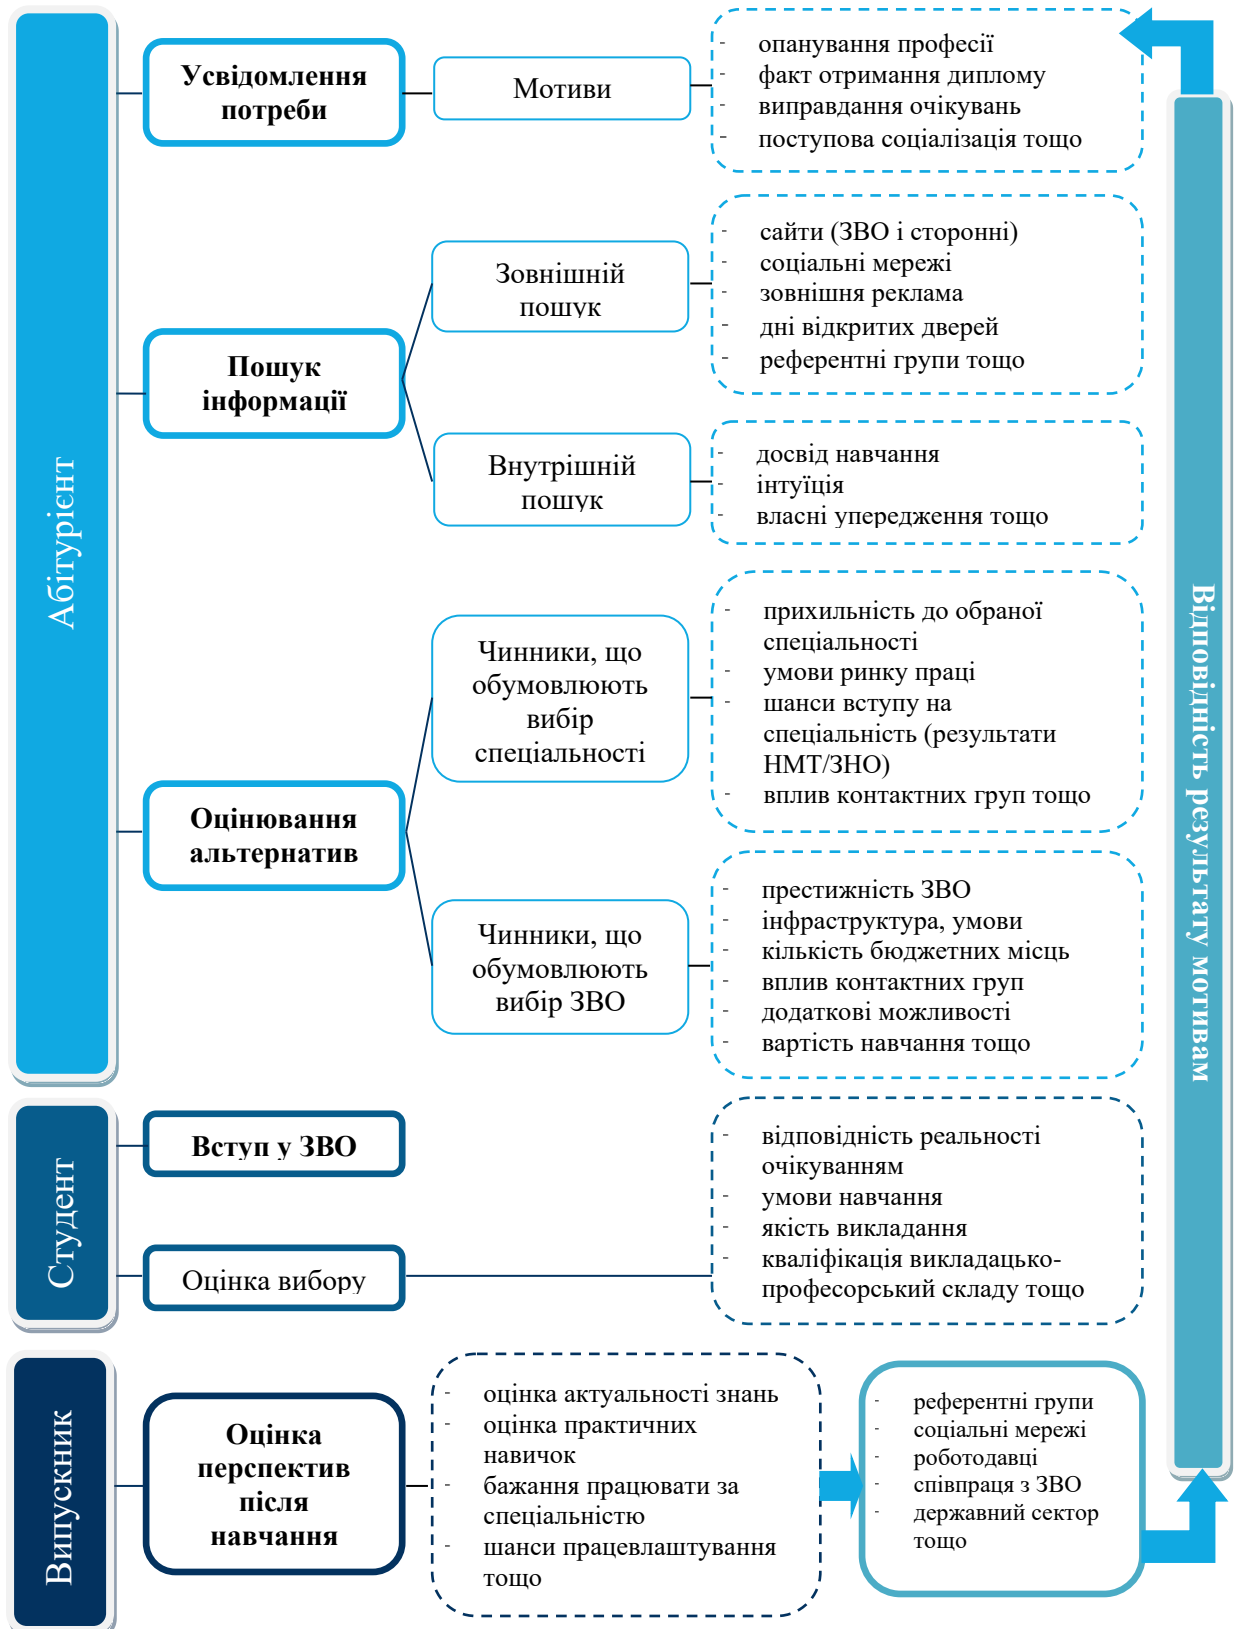 Абітурієнт
Усвідомлення
потреби
Мотиви
- опанування професії
- факт отримання диплому
- виправдання очікувань
- поступова соціалізація тощо
Пошук
інформації
Зовнішній
пошук
- сайти (ЗВО і сторонні)
- соціальні мережі
- зовнішня реклама
- дні відкритих дверей
- референтні групи тощо
Внутрішній
пошук
- досвід навчання
- інтуїція
- власні упередження тощо
Оцінювання
альтернатив
Чинники, що
обумовлюють
вибір
спеціальності
- прихильність до обраної
спеціальності
- умови ринку праці
- шанси вступу на
спеціальність (результати
НМТ/ЗНО)
- вплив контактних груп тощо
Чинники, що
обумовлюють
вибір ЗВО
- престижність ЗВО
- інфраструктура, умови
- кількість бюджетних місць
- вплив контактних груп
- додаткові можливості
- вартість навчання тощо
Студент
Вступ у ЗВО
Оцінка вибору
- відповідність реальності
очікуванням
- умови навчання
- якість викладання
- кваліфікація викладацько-
професорський складу тощо
Випускник
Оцінка
перспектив
після
навчання
- оцінка актуальності знань
- оцінка практичних
навичок
- бажання працювати за
спеціальністю
- шанси працевлаштування
тощо
- референтні групи
- соціальні мережі
- роботодавці
- співпраця з ЗВО
- державний сектор
тощо
Відповідність результату мотивам